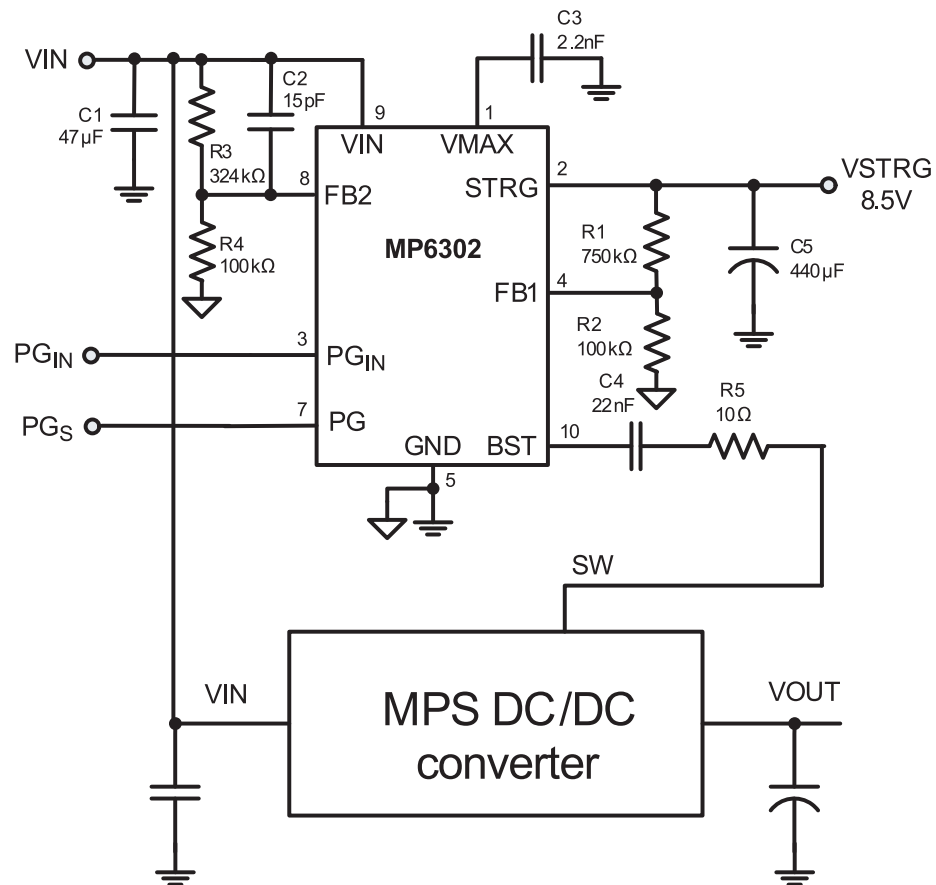 C3
2.2nF
VIN
C2
15pF
C1
47µF
9
1
VIN
VMAX
R3
324kΩ
8
FB2
2
STRG
VSTRG
8.5V
R4
100kΩ
MP6302
R1
750kΩ
C5
440µF
FB1
4
R2
100kΩ
PGIN
3
PGIN
C4
22nF
R5
10Ω
PGS
7
PG
GND
BST
10
5
SW
VIN
MPS DC/DC
converter
VOUT